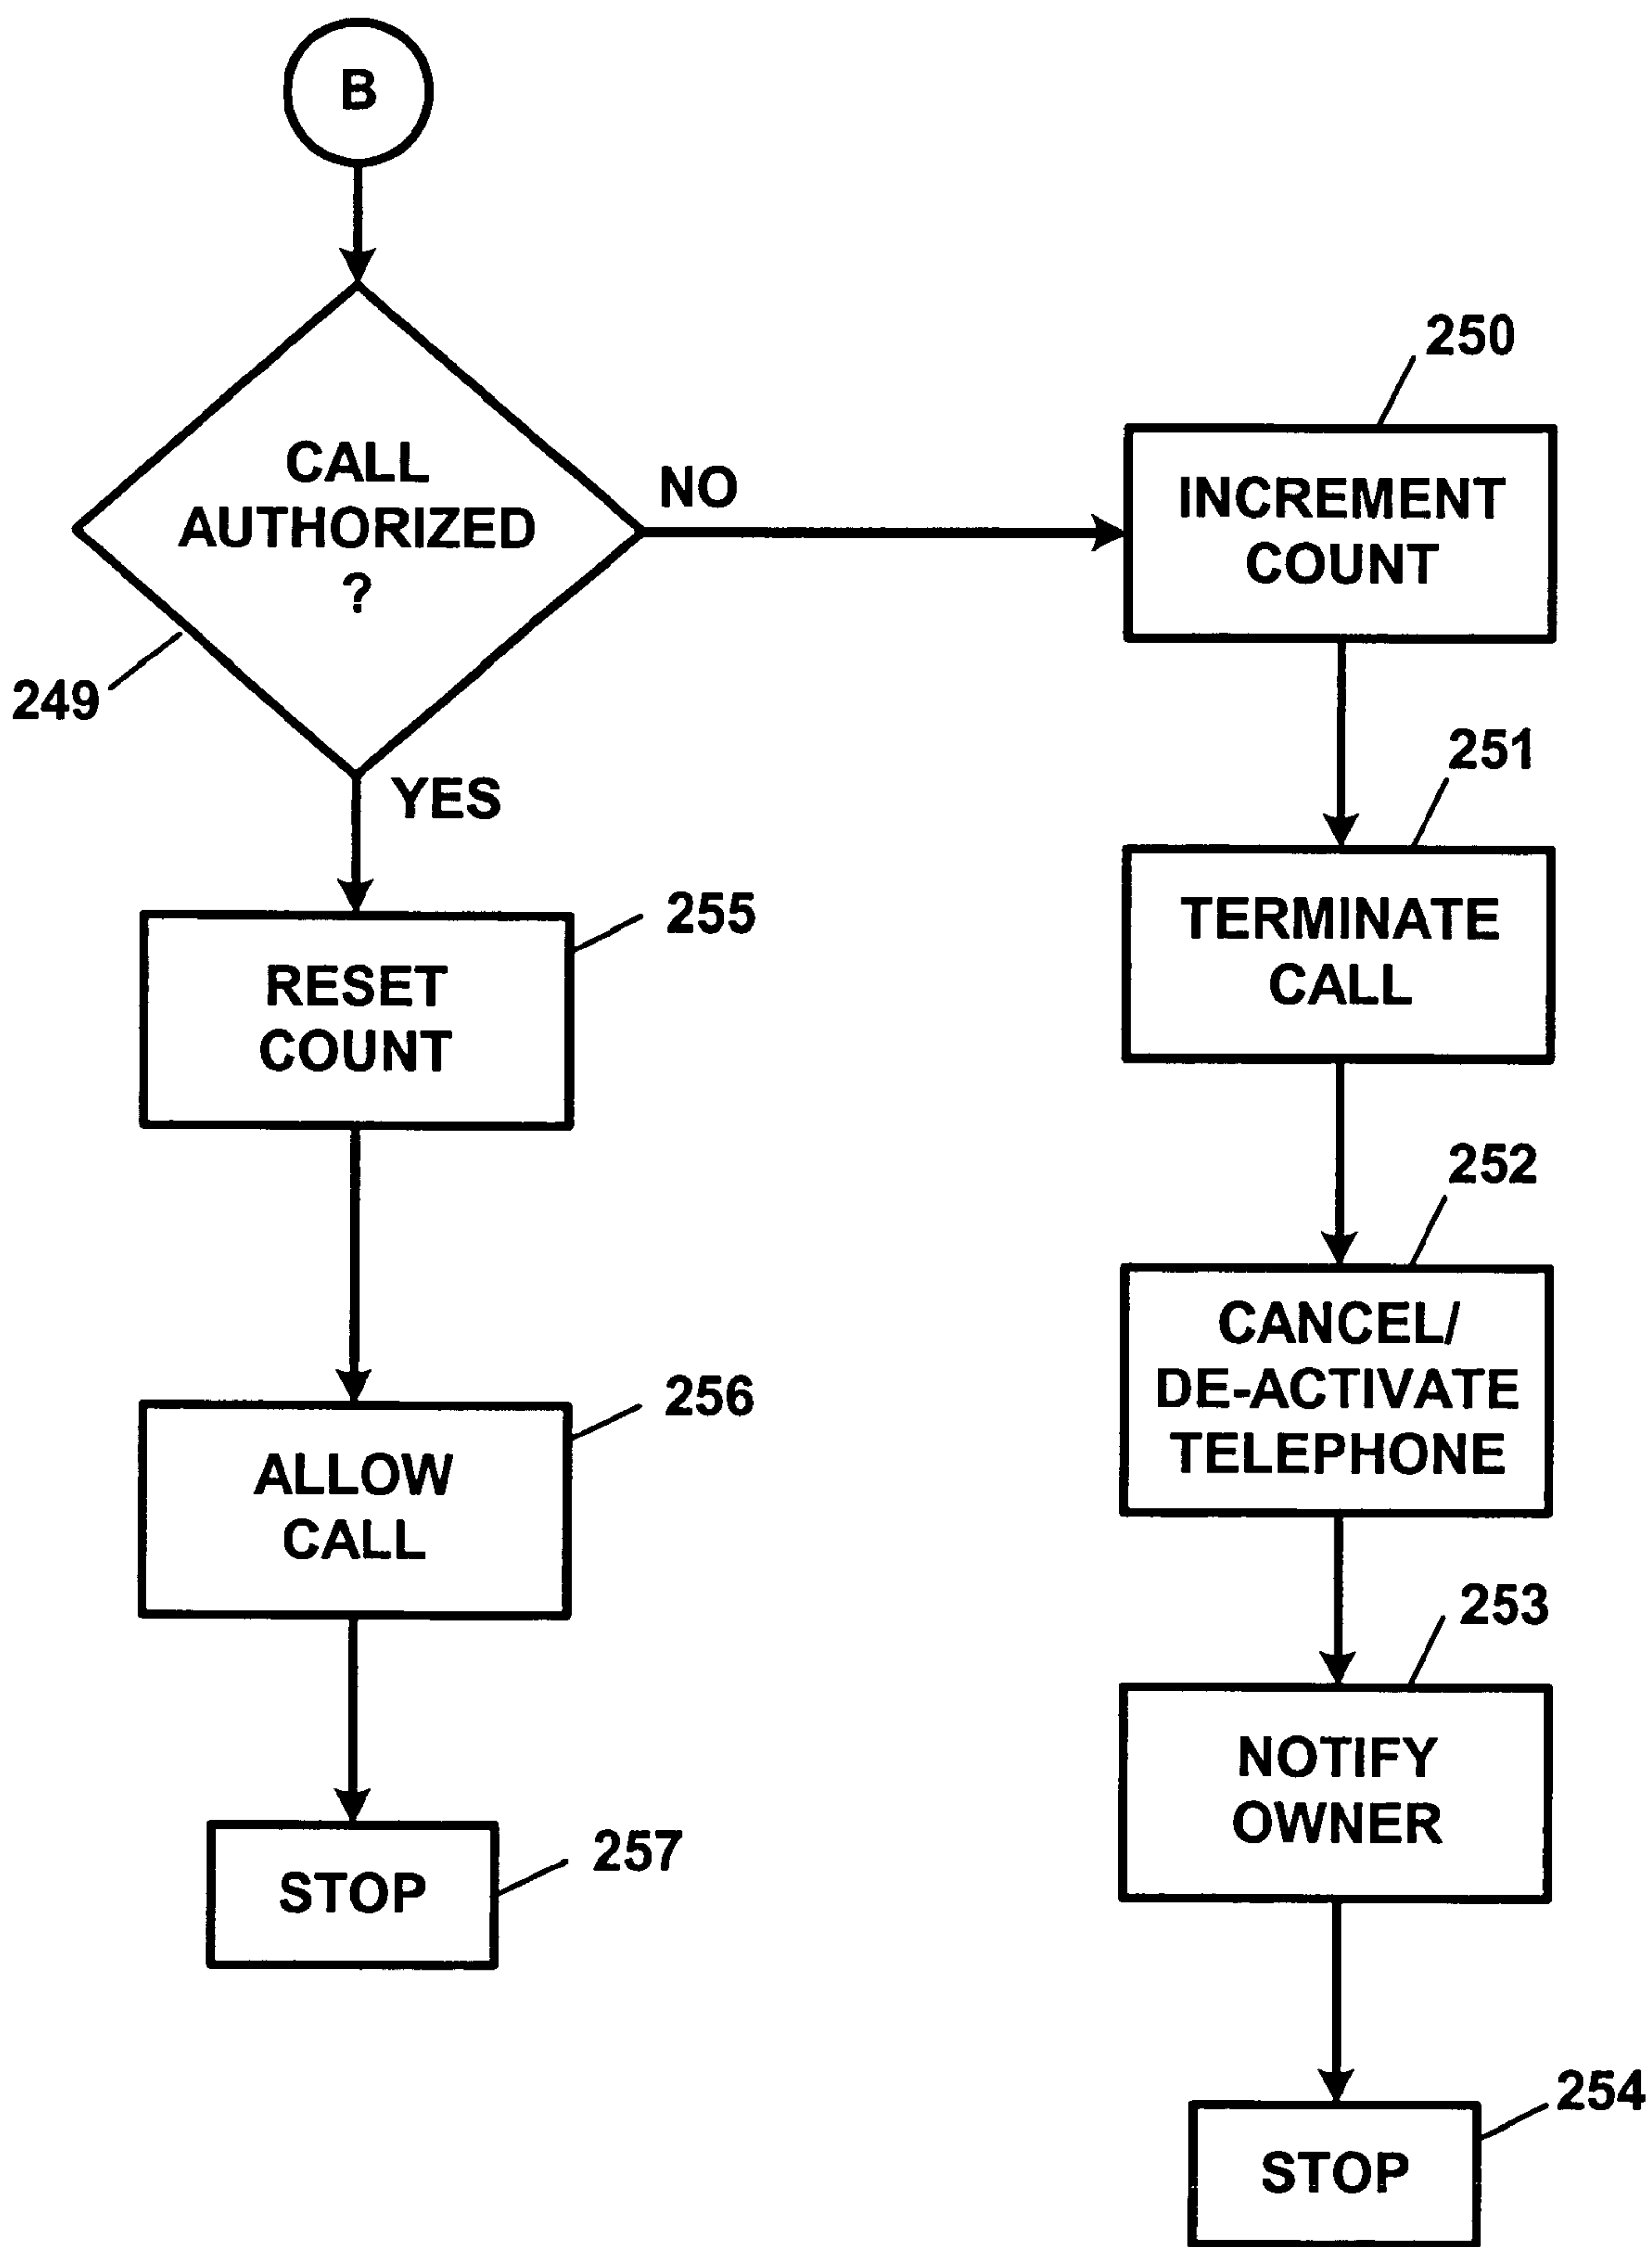 B
CALL
AUTHORIZED
?
249
NO
YES
250
INCREMENT
COUNT
251
TERMINATE
CALL
252
CANCEL/
DE-ACTIVATE
TELEPHONE
253
NOTIFY
OWNER
254
STOP
255
RESET
COUNT
256
ALLOW
CALL
257
STOP